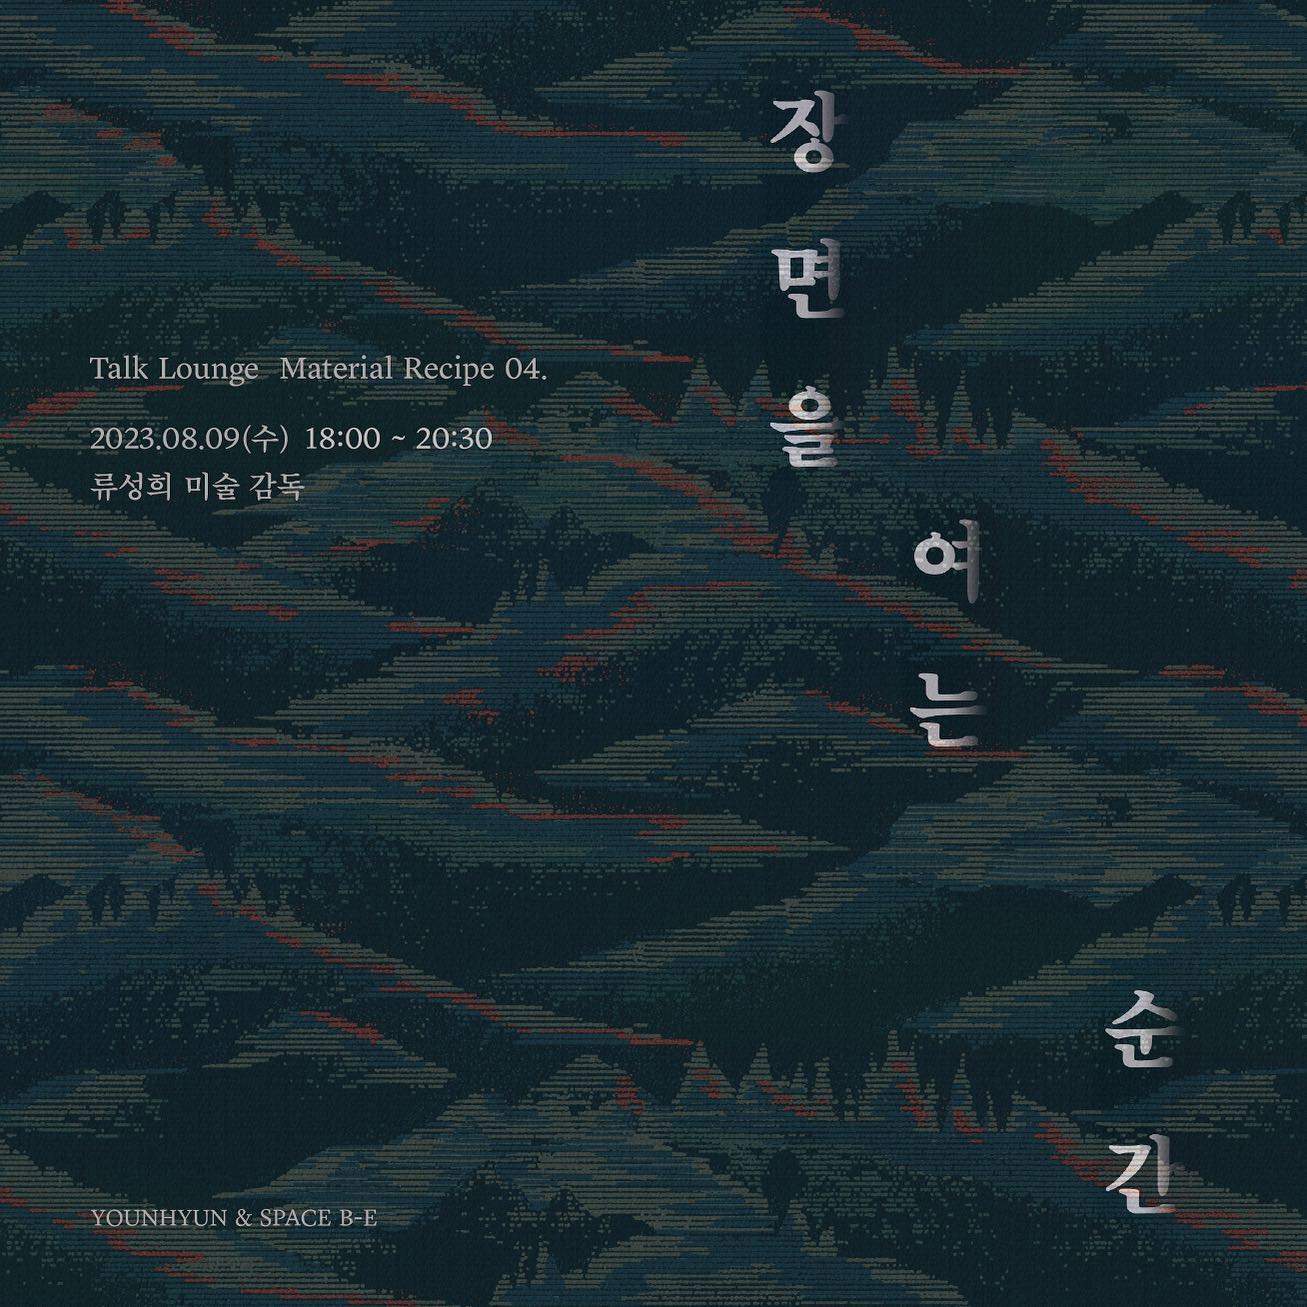 장면을
여는
순간
Talk Lounge Material Recipe 04.
2023.08.09(수) 18:00 ~ 20:30
류성희 미술 감독
YOUNHYUN & SPACE B-E